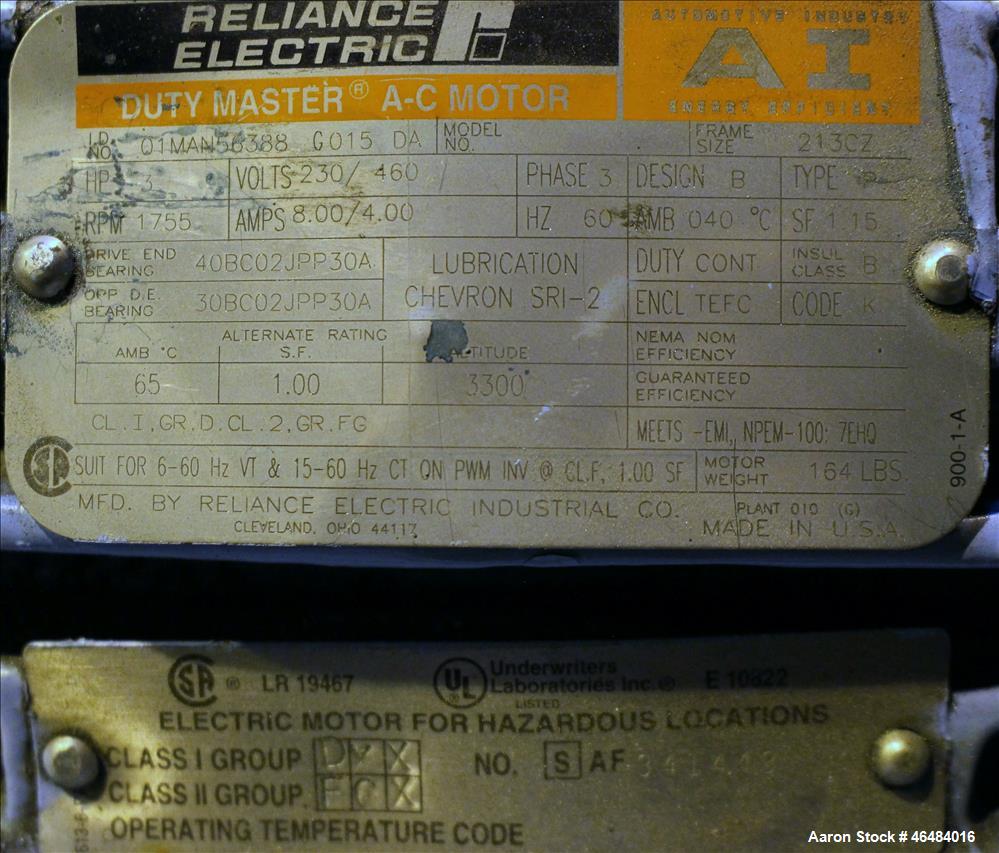 RELIANCE
ELECTRIC
AUTOMOTIVE INDUSTRY
AI
ENERGY EFFICIENT
DUTY MASTER® A-C MOTOR
I.D. NO. 01MAN56388 G015 DA MODEL NO. FRAME SIZE 213CZ
HP 3 VOLTS 230/ 460 PHASE 3 DESIGN B TYPE P
RPM 1755 AMPS 8.00/4.00 HZ 60 AMB 040 °C SF 1.15
DRIVE END BEARING 40BC02JPP30A LUBRICATION DUTY CONT INSUL CLASS B
OPP D.E. BEARING 30BC02JPP30A CHEVRON SRI-2 ENCL TEFC CODE K
ALTERNATE RATING
AMB °C S.F. ALTITUDE
NEMA NOM EFFICIENCY
65 1.00 3300
GUARANTEED EFFICIENCY
CL.I,GR.D.CL.2,GR.FG
MEETS -EMI, NPEM-100; 7EHQ
SUIT FOR 6-60 Hz VT & 15-60 Hz CT ON PWM INV @ CLF, 1.00 SF MOTOR WEIGHT 164 LBS.
MFD. BY RELIANCE ELECTRIC INDUSTRIAL CO. PLANT 010 (G)
CLEVELAND, OHIO 44117 MADE IN U.S.A.
900-1-A
® LR 19467 UL ® Underwriters Laboratories Inc.® E 10822
LISTED
ELECTRIC MOTOR FOR HAZARDOUS LOCATIONS
CLASS I GROUP D X NO. S AF
CLASS II GROUP X
OPERATING TEMPERATURE CODE
Aaron Stock # 46484016